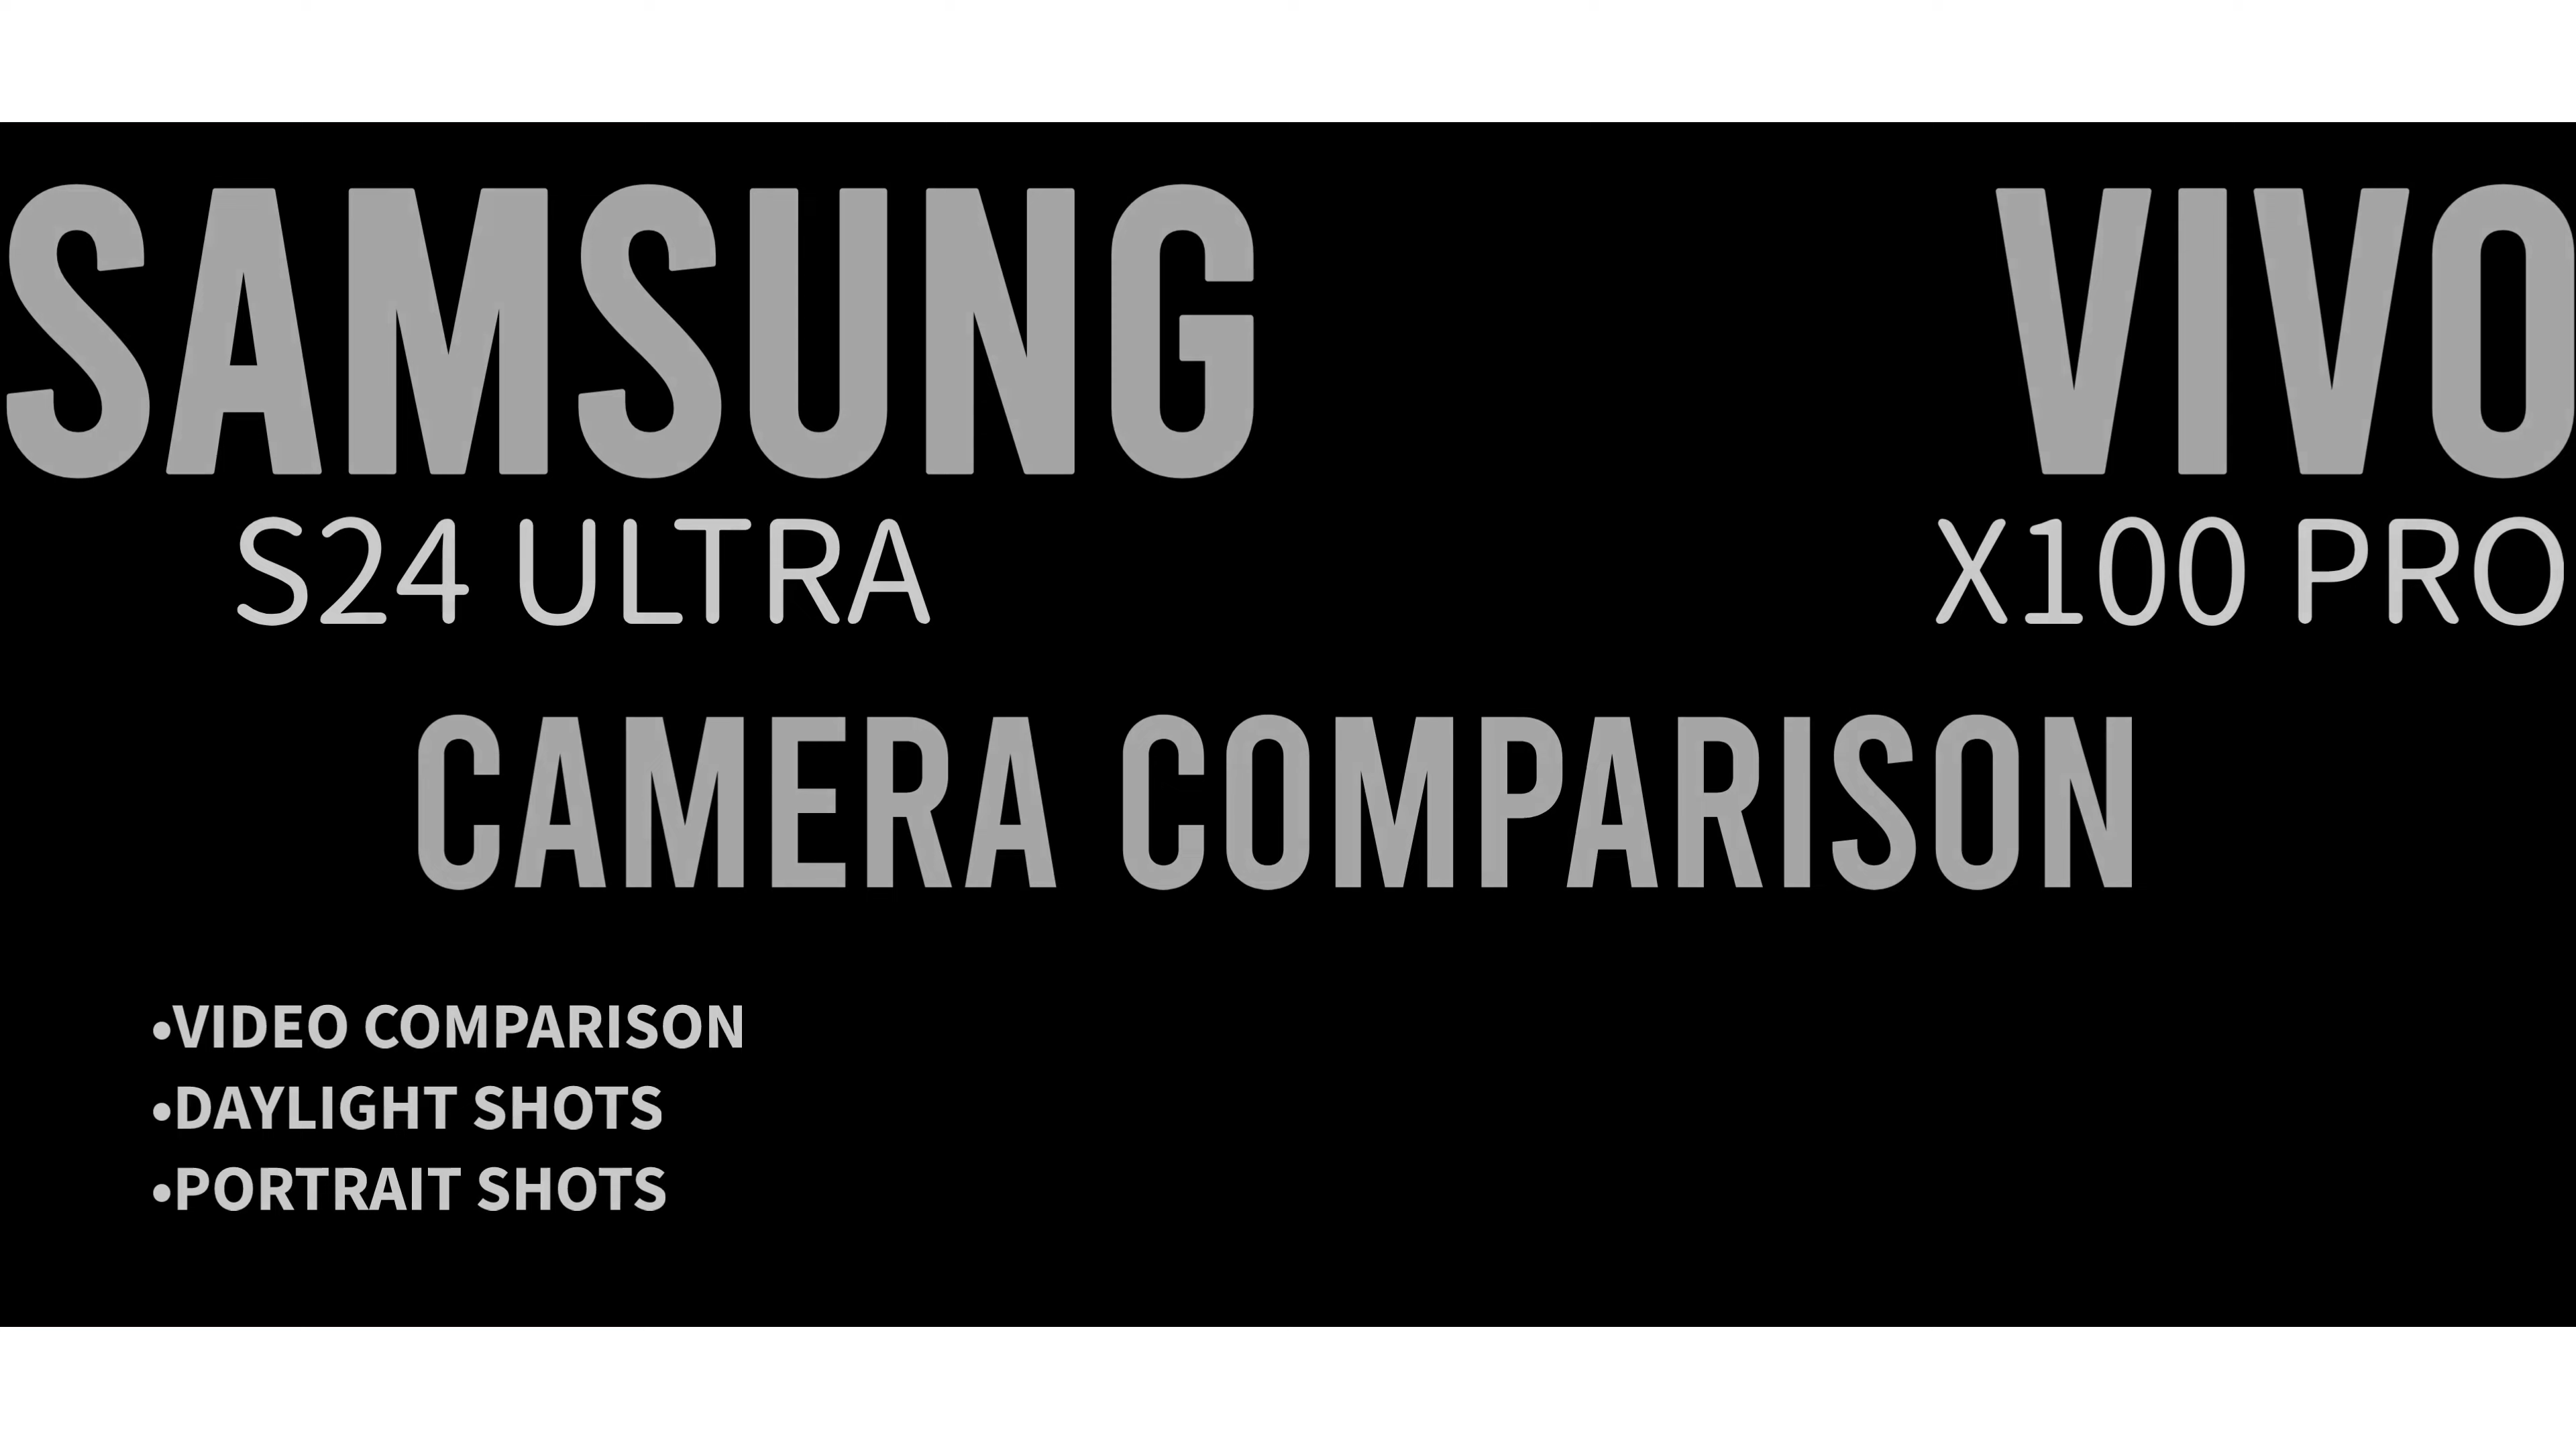 SAMSUNG VIVO
S24 ULTRA X100 PRO
CAMERA COMPARISON
•VIDEO COMPARISON
•DAYLIGHT SHOTS
•PORTRAIT SHOTS